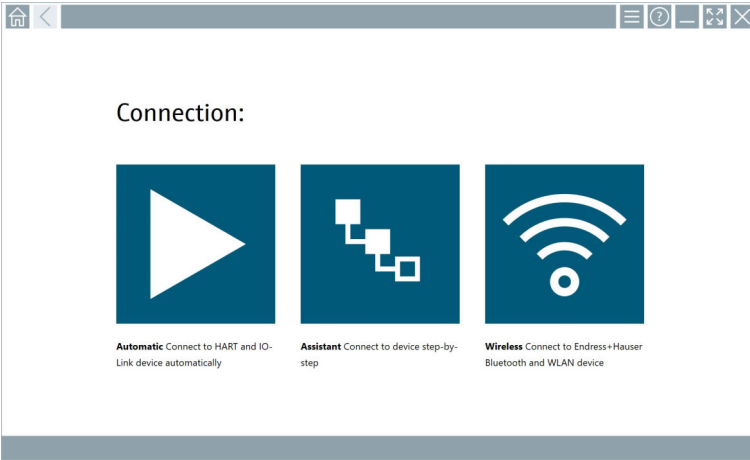 Connection:
Automatic Connect to HART and IO-
Link device automatically
Assistant Connect to device step-by-
step
Wireless Connect to Endress+Hauser
Bluetooth and WLAN device